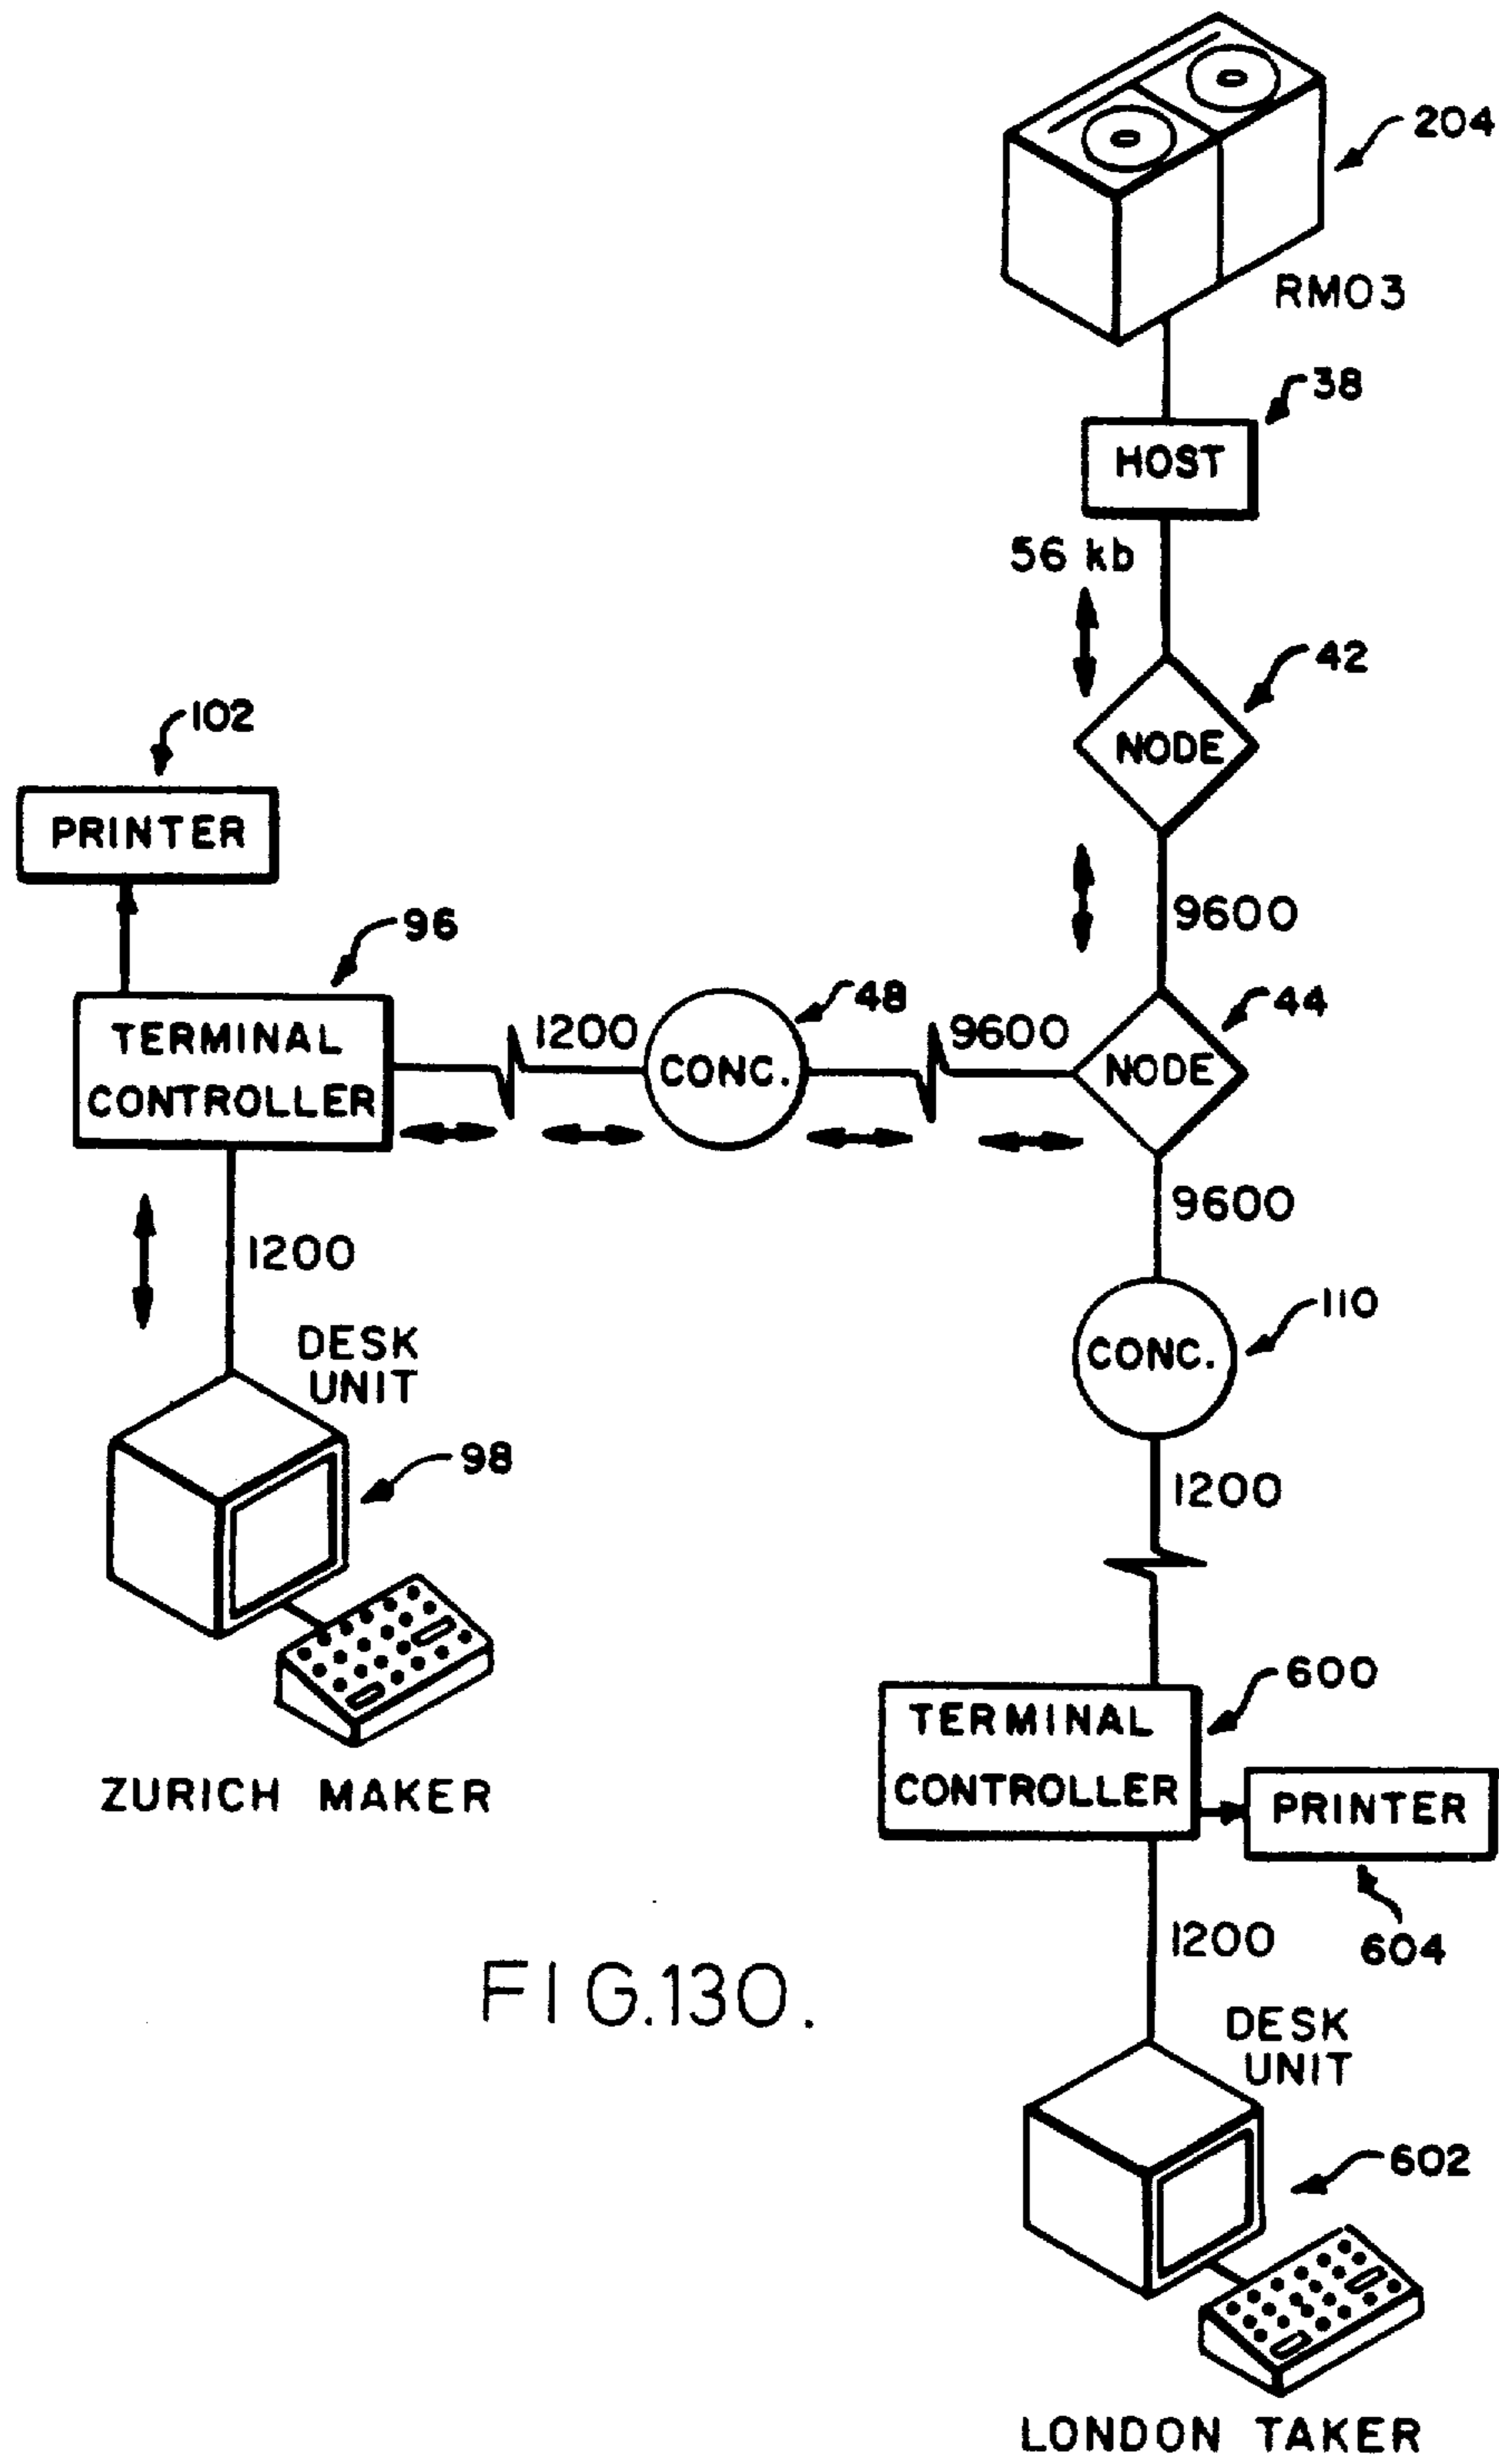 204
RM03
38
HOST
56 kb
42
NODE
102
PRINTER
9600
96
TERMINAL
CONTROLLER
1200
48
CONC.
9600
44
NODE
9600
1200
110
CONC.
DESK
UNIT
98
1200
ZURICH MAKER
600
TERMINAL
CONTROLLER
PRINTER
604
1200
FIG.130.
DESK
UNIT
602
LONDON TAKER